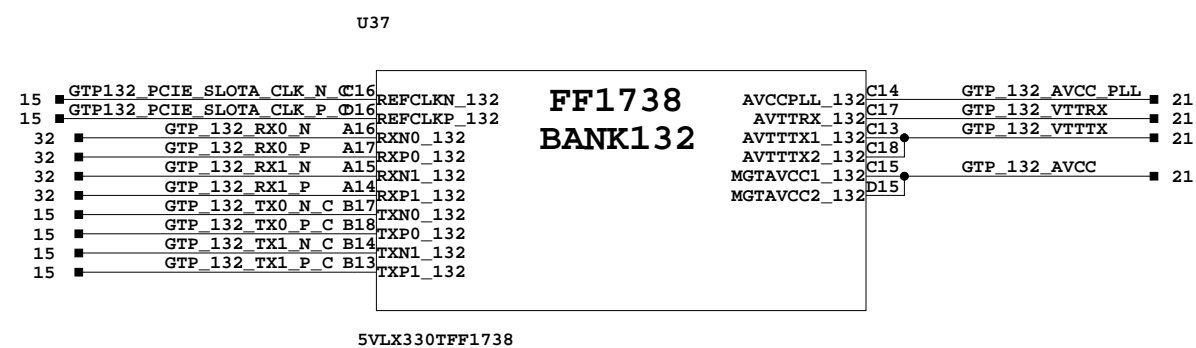 U37
15 GTP132_PCIE_SLOTA_CLK_N_C C16 REFCLKN_132
15 GTP132_PCIE_SLOTA_CLK_P_C D16 REFCLKP_132
32 GTP_132_RX0_N A16 RXN0_132
32 GTP_132_RX0_P A17 RXP0_132
32 GTP_132_RX1_N A15 RXN1_132
32 GTP_132_RX1_P A14 RXP1_132
15 GTP_132_TX0_N_C B17 TXN0_132
15 GTP_132_TX0_P_C B18 TXP0_132
15 GTP_132_TX1_N_C B14 TXN1_132
15 GTP_132_TX1_P_C B13 TXP1_132
FF1738
BANK132
AVCCPLL_132 C14 GTP_132_AVCC_PLL 21
AVTTRX_132 C17 GTP_132_VTTRX 21
AVTTTX1_132 C13 GTP_132_VTTTX 21
AVTTTX2_132 C18
MGTAVCC1_132 C15 GTP_132_AVCC 21
MGTAVCC2_132 D15
5VLX330TFF1738